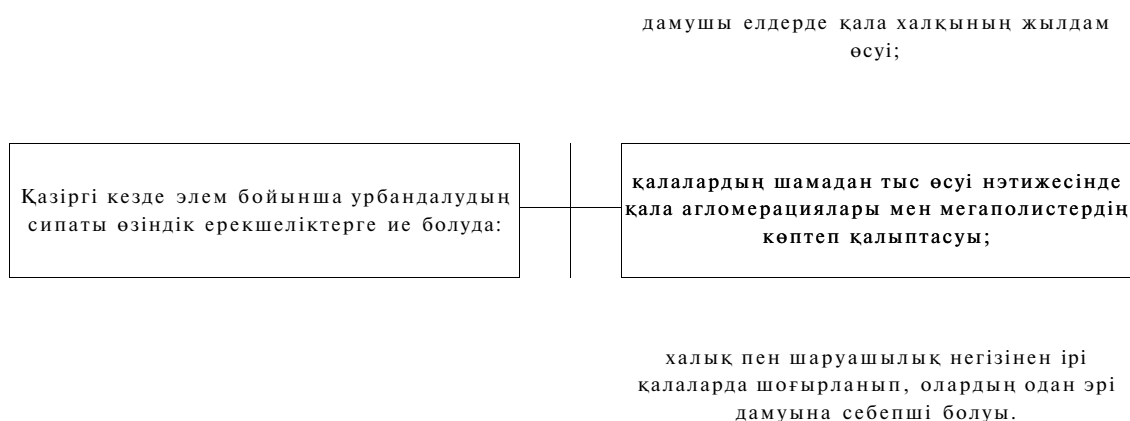 дамушы елдерде қала халқының жылдам
өсуі;
Қазіргі кезде элем бойынша урбандалудың
сипаты өзіндік ерекшеліктерге ие болуда:
қалалардың шамадан тыс өсуі нэтижесінде
қала агломерациялары мен мегаполистердің
көптеп қалыптасуы;
халық пен шаруашылық негізінен ірі
қалаларда шоғырланып, олардың одан эрі
дамуына себепші болуы.